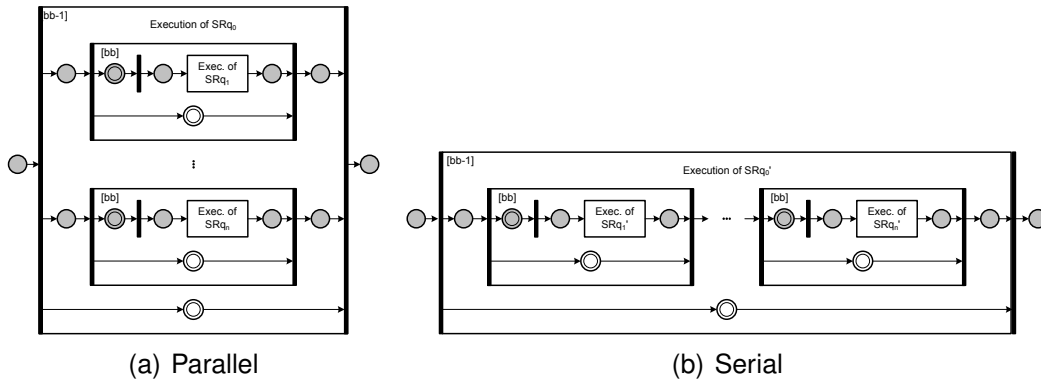 [bb-1]
Execution of SRq0
[bb]
Exec. of
SRq1
[bb]
Exec. of
SRqn
(a) Parallel
[bb-1]
Execution of SRq0'
[bb]
Exec. of
SRq1'
...
[bb]
Exec. of
SRqn'
(b) Serial